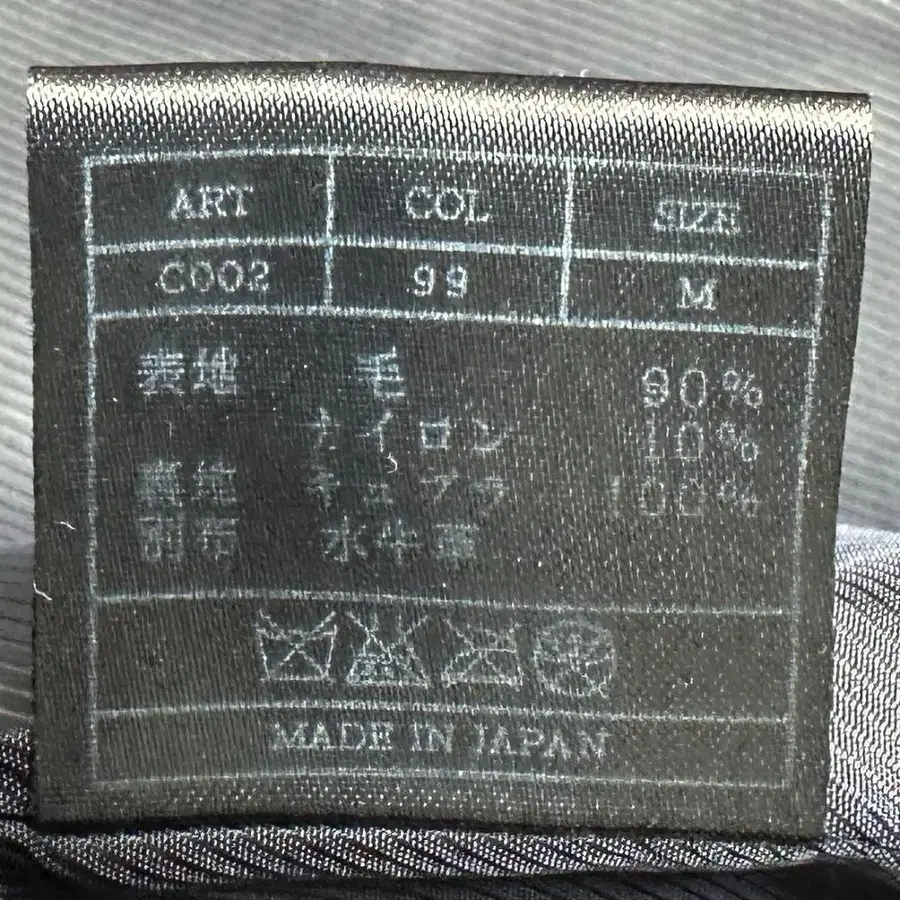 ART COL SIZE
C002 99 M
表地 毛 90%
ナイロン 10%
裏地 キュプラ 100%
別布 水牛革
MADE IN JAPAN